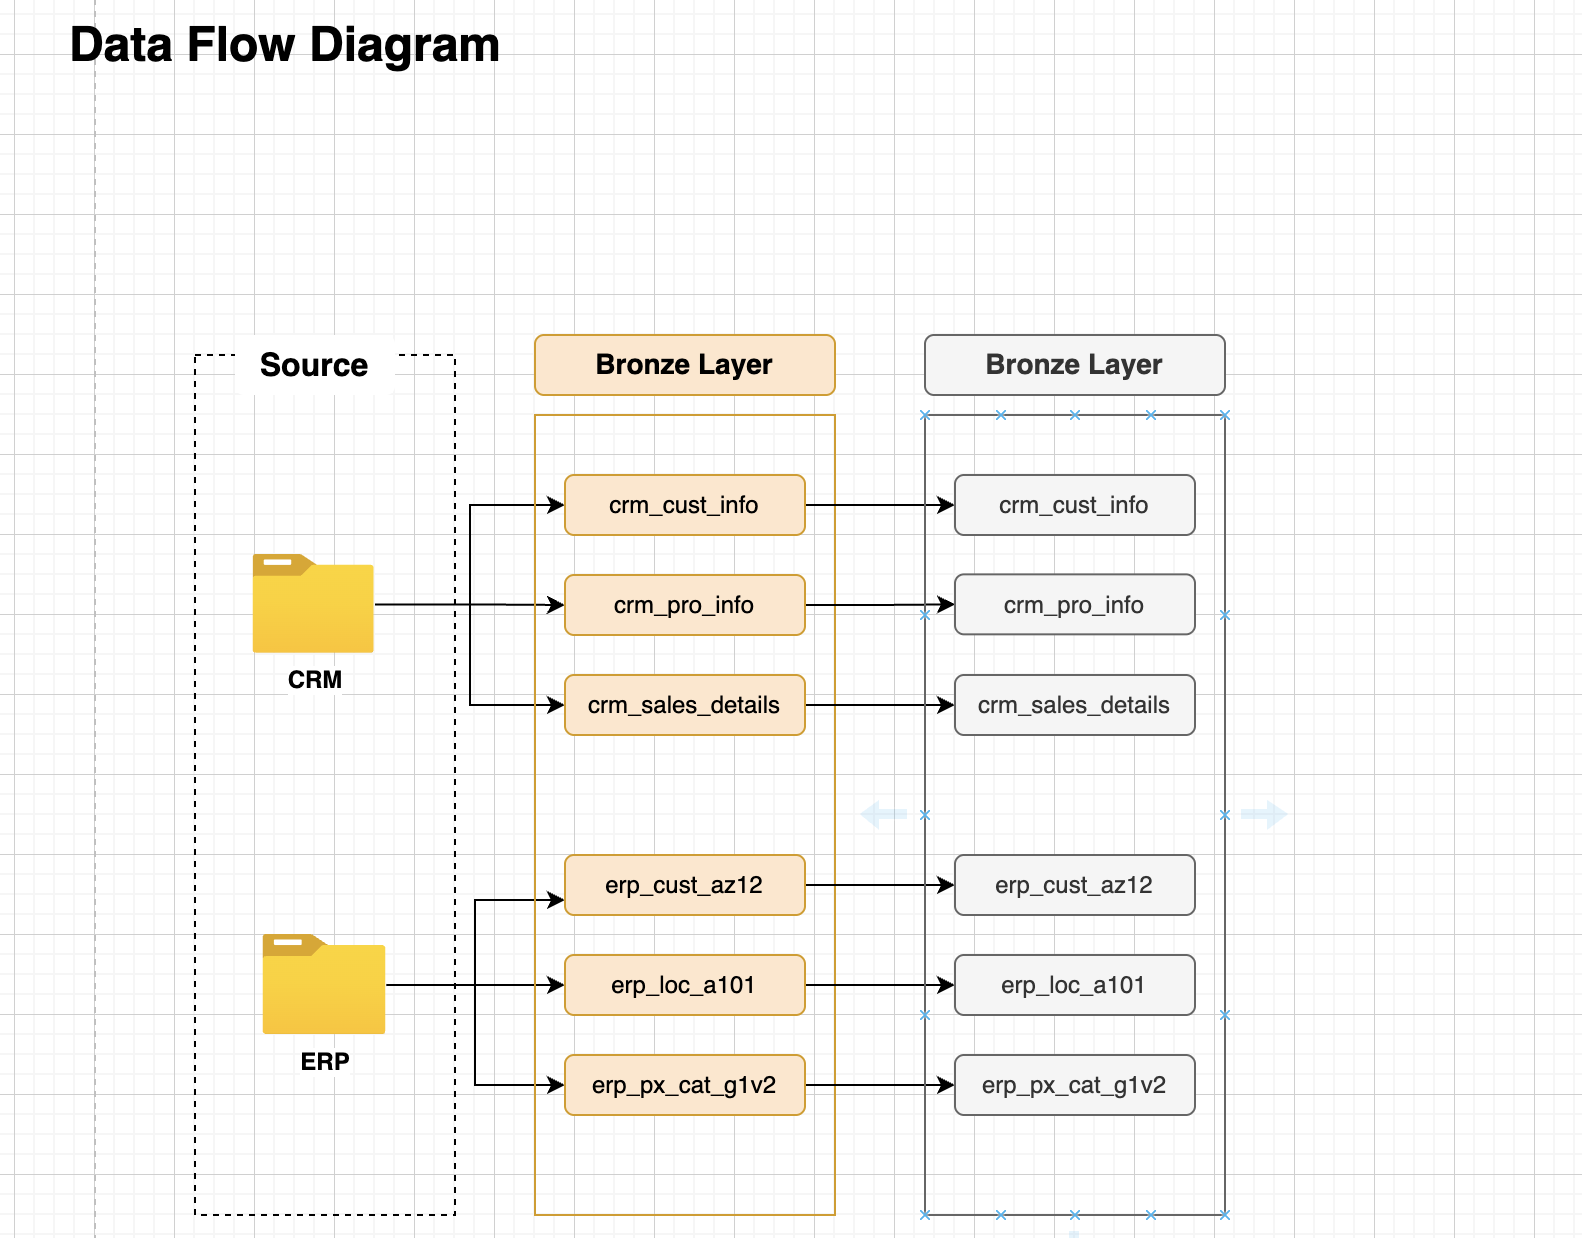 Data Flow Diagram
Source
Bronze Layer
Bronze Layer
crm_cust_info
crm_cust_info
crm_pro_info
crm_pro_info
CRM
crm_sales_details
crm_sales_details
erp_cust_az12
erp_cust_az12
erp_loc_a101
erp_loc_a101
ERP
erp_px_cat_g1v2
erp_px_cat_g1v2